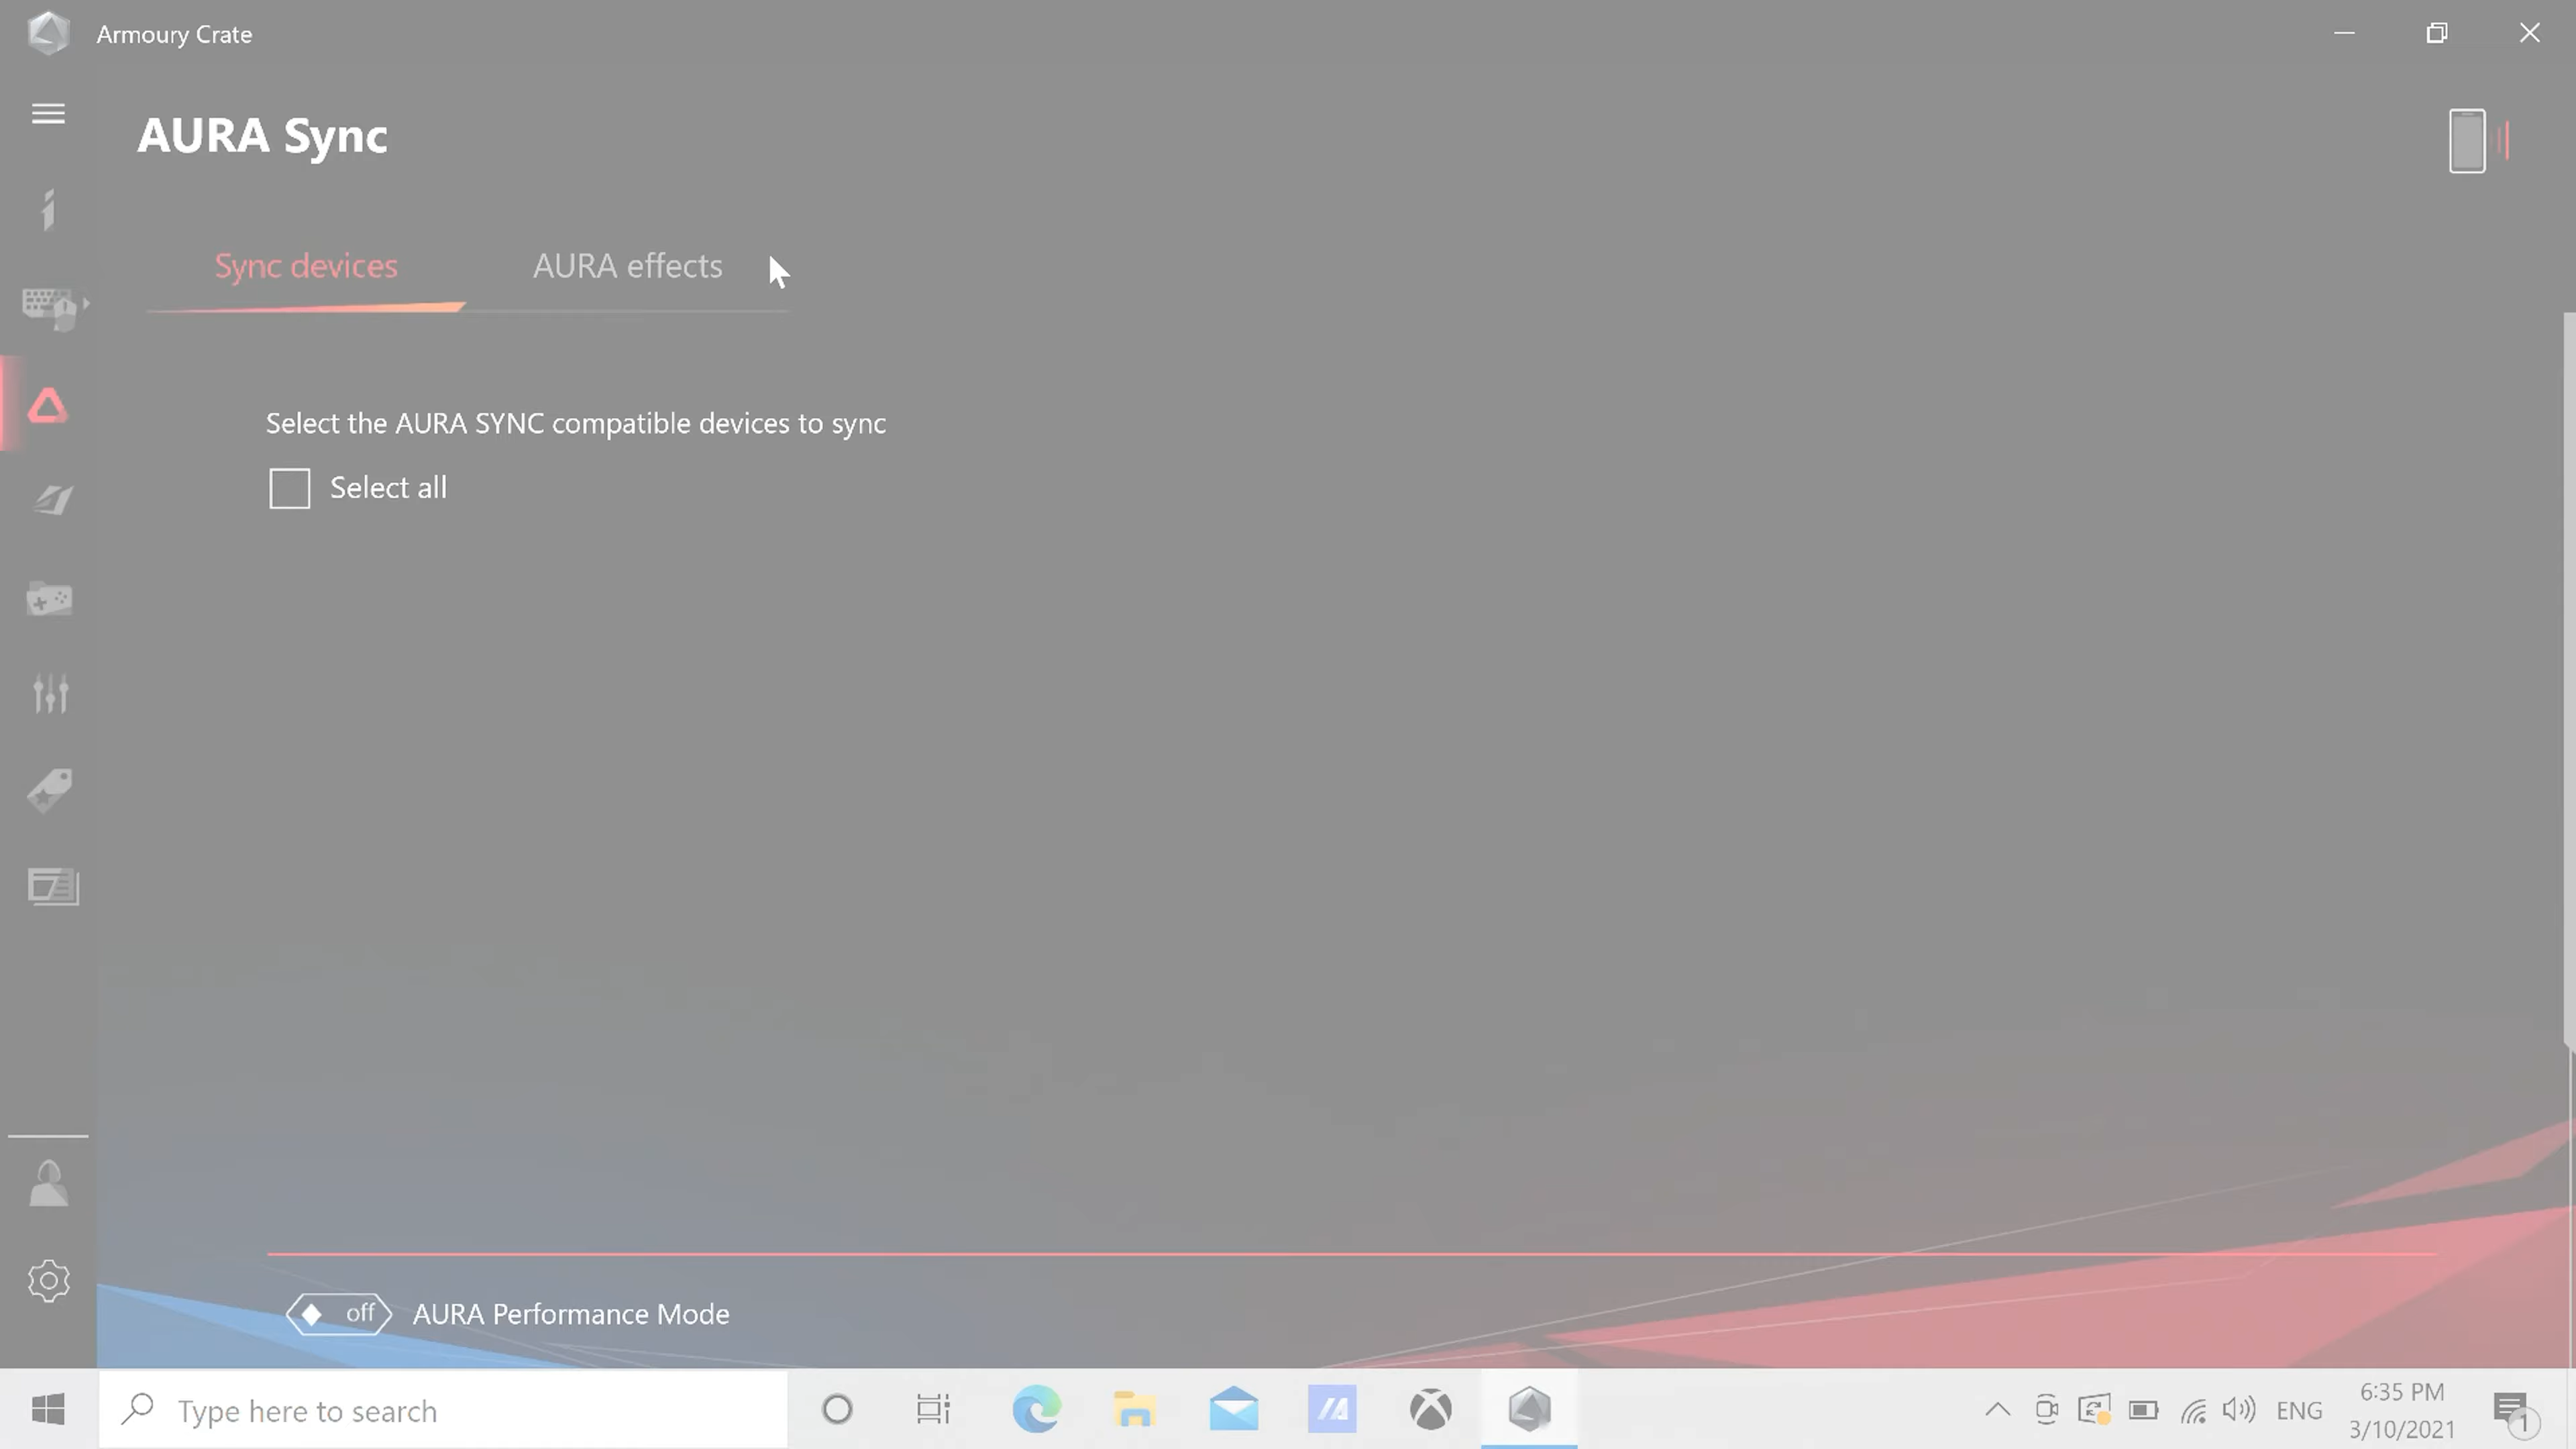 Armoury Crate
AURA Sync
Sync devices
AURA effects
Select the AURA SYNC compatible devices to sync
Select all
off
AURA Performance Mode
Type here to search
ENG
6:35 PM
3/10/2021
1